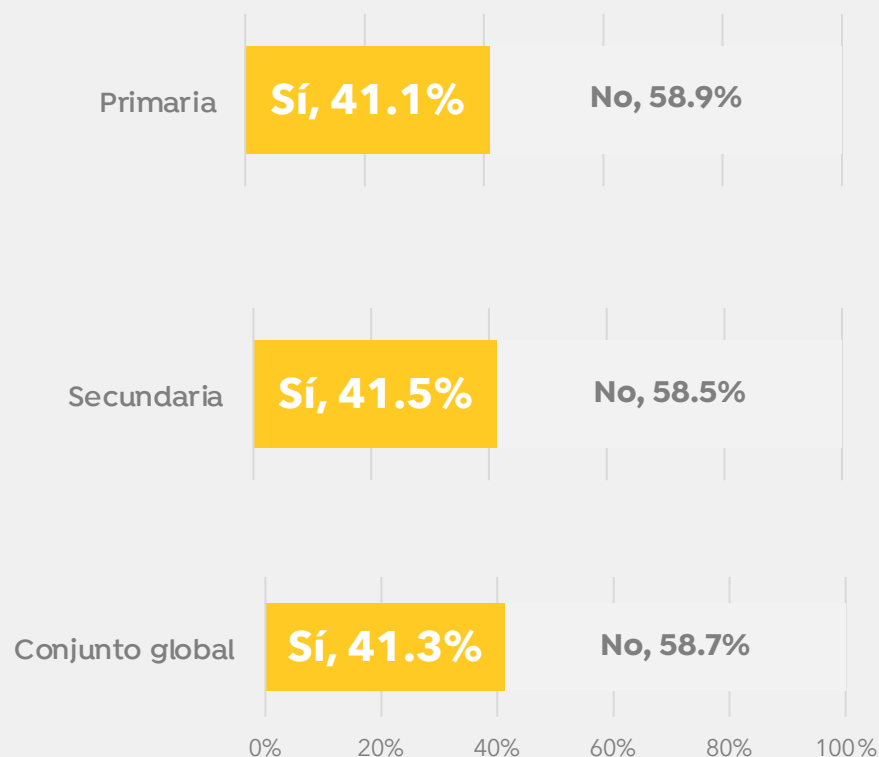 Primaria Sí, 41.1% No, 58.9%
Secundaria Sí, 41.5% No, 58.5%
Conjunto global Sí, 41.3% No, 58.7%
0% 20% 40% 60% 80% 100%